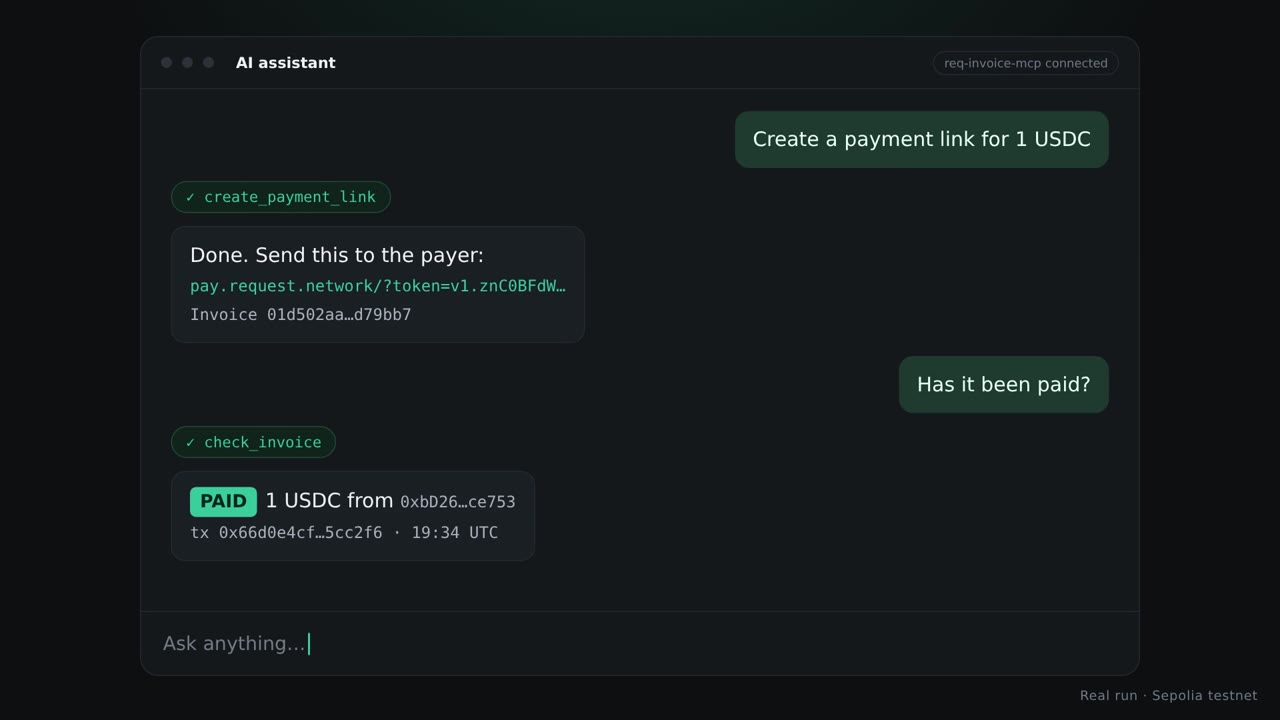 AI assistant
req-invoice-mcp connected
Create a payment link for 1 USDC
✓ create_payment_link
Done. Send this to the payer:
pay.request.network/?token=v1.znC0BFdW…
Invoice 01d502aa…d79bb7
Has it been paid?
✓ check_invoice
PAID 1 USDC from 0xbD26…ce753
tx 0x66d0e4cf…5cc2f6 · 19:34 UTC
Ask anything…
Real run · Sepolia testnet